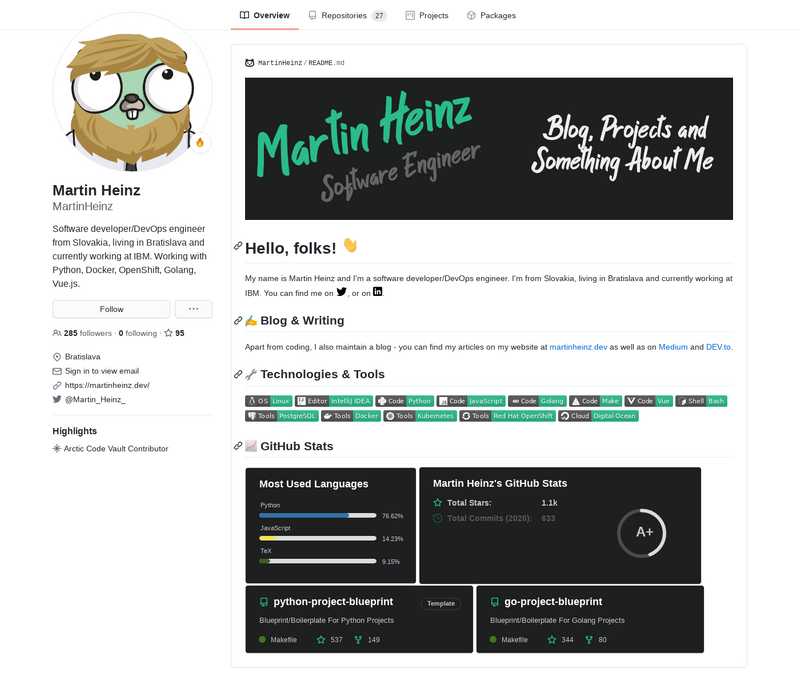 Overview
Repositories 27
Projects
Packages
Martin Heinz
MartinHeinz
Software developer/DevOps engineer
from Slovakia, living in Bratislava and
currently working at IBM. Working with
Python, Docker, OpenShift, Golang,
Vue.js.
Follow
...
285 followers · 0 following · 95
Bratislava
Sign in to view email
https://martinheinz.dev/
@Martin_Heinz_
Highlights
Arctic Code Vault Contributor
MartinHeinz/README.md
Martin Heinz
Software Engineer
Blog, Projects and
Something About Me
Hello, folks! 👋
My name is Martin Heinz and I'm a software developer/DevOps engineer. I'm from Slovakia, living in Bratislava and currently working at
IBM. You can find me on , or on .
✍ Blog & Writing
Apart from coding, I also maintain a blog - you can find my articles on my website at martinheinz.dev as well as on Medium and DEV.to.
🔧 Technologies & Tools
OS Linux Editor IntelliJ IDEA Code Python Code JavaScript Code Golang Code Make Code Vue Shell Bash
Tools PostgreSQL Tools Docker Tools Kubernetes Tools Red Hat OpenShift Cloud Digital Ocean
📈 GitHub Stats
Most Used Languages
Python
76.62%
JavaScript
14.23%
TeX
9.15%
Martin Heinz's GitHub Stats
Total Stars: 1.1k
Total Commits (2020): 633
A+
python-project-blueprint Template
Blueprint/Boilerplate For Python Projects
Makefile 537 149
go-project-blueprint
Blueprint/Boilerplate For Golang Projects
Makefile 344 80